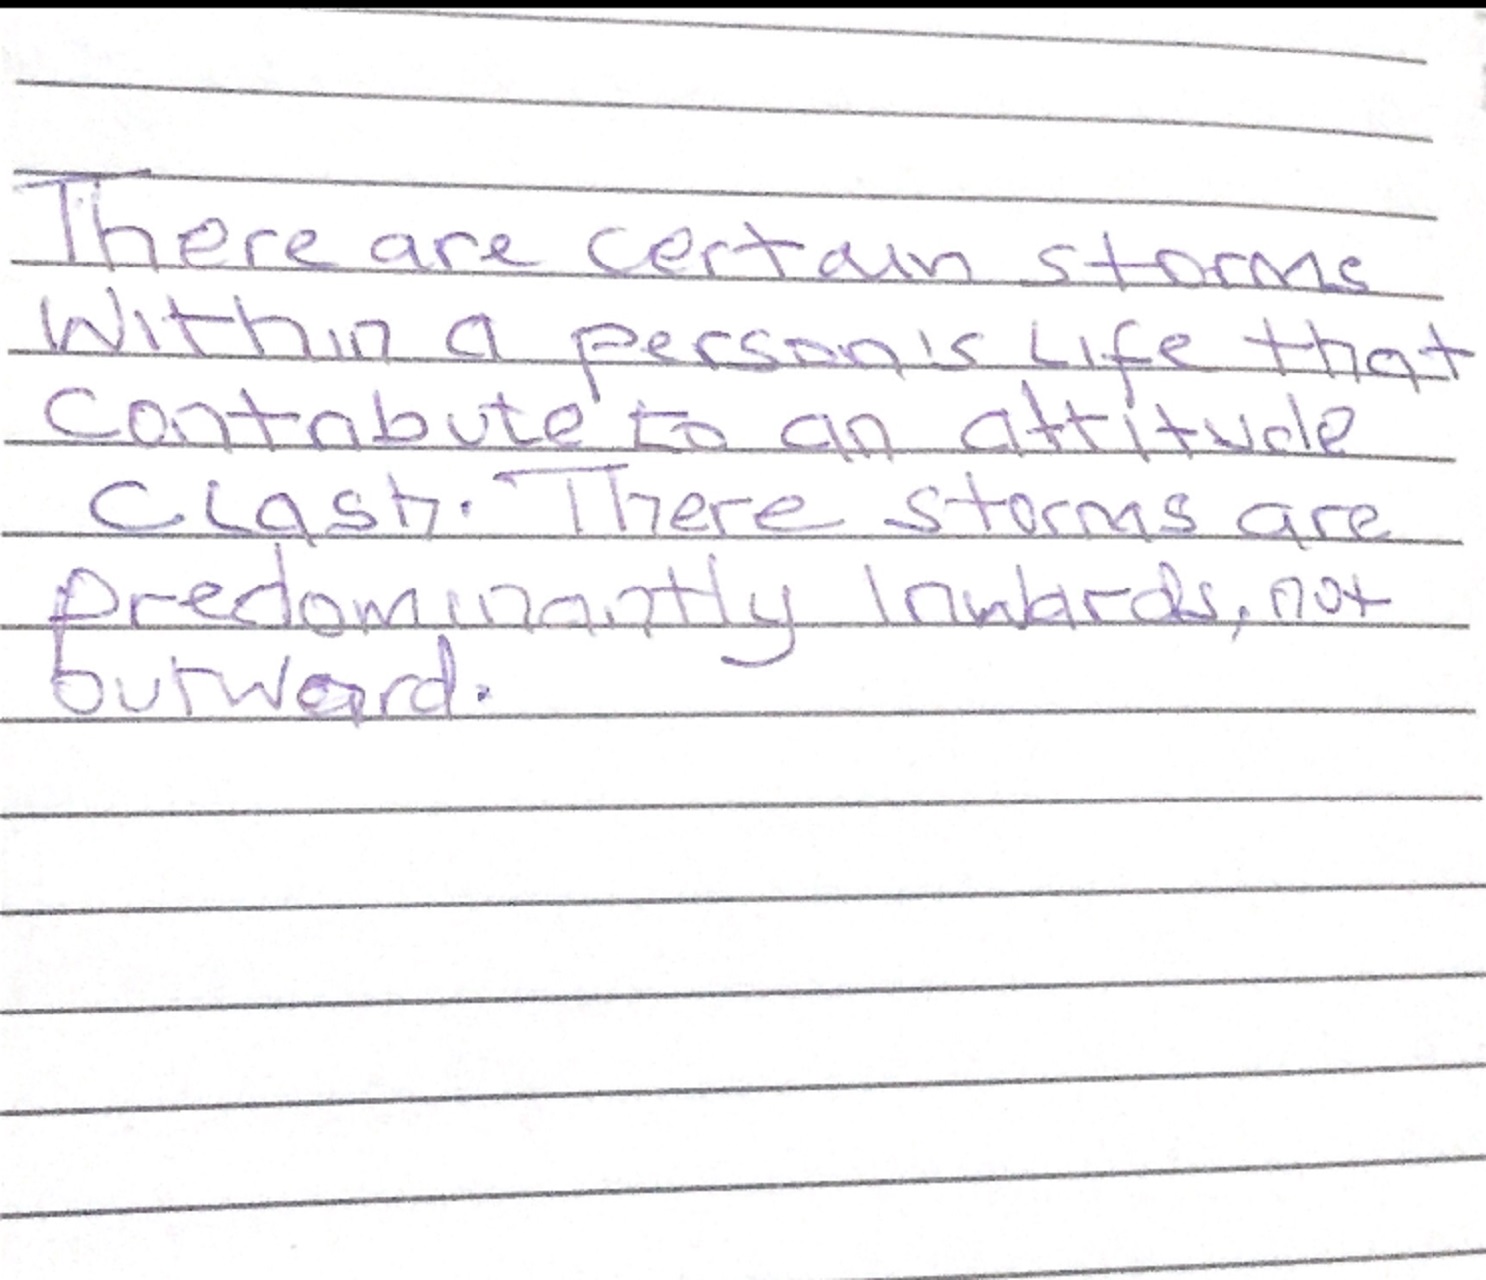 There are certain storms
Within a person's Life that
Contribute to an attitude
Clash. There storms are
predominantly Inwards, not
outward.